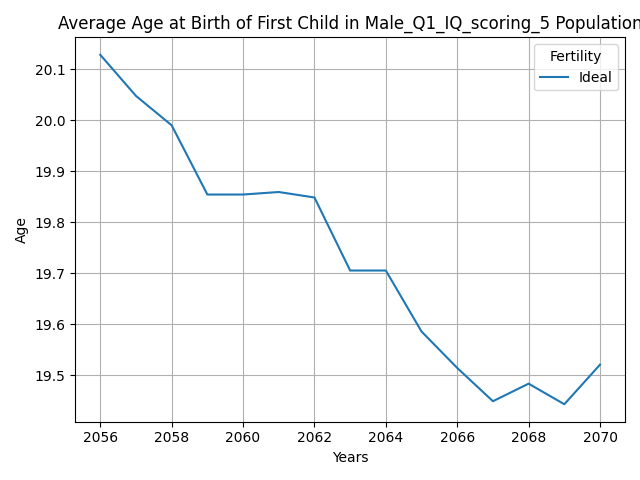 Average Age at Birth of First Child in Male_Q1_IQ_scoring_5 Population
Fertility
Ideal
20.1
20.0
19.9
19.8
19.7
19.6
19.5
Age
2056 2058 2060 2062 2064 2066 2068 2070
Years